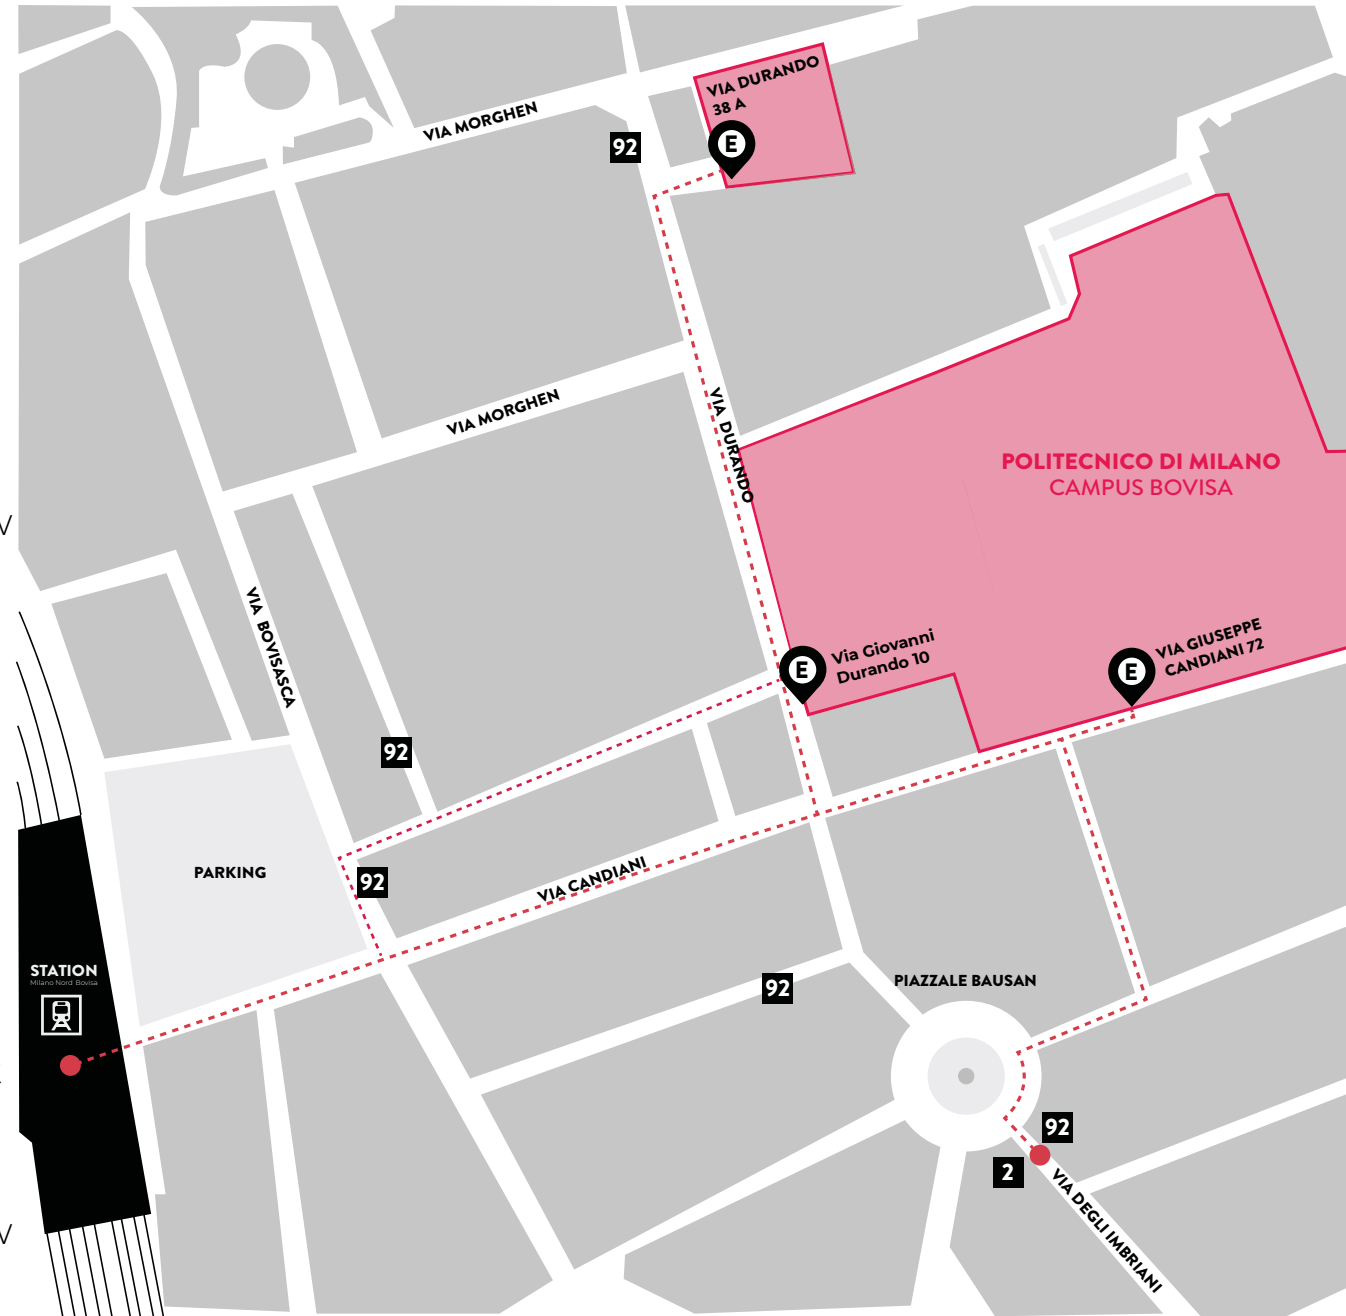 VIA DURANDO
38 A
E
VIA MORGHEN
92
VIA MORGHEN
VIA DURANDO
POLITECNICO DI MILANO
CAMPUS BOVISA
VIA BOVISASCA
E
Via Giovanni
Durando 10
E
VIA GIUSEPPE
CANDIANI 72
92
PARKING
92
VIA CANDIANI
STATION
Milano Nord Bovisa
92
PIAZZALE BAUSAN
92
2
VIA DEGLI IMBRIANI